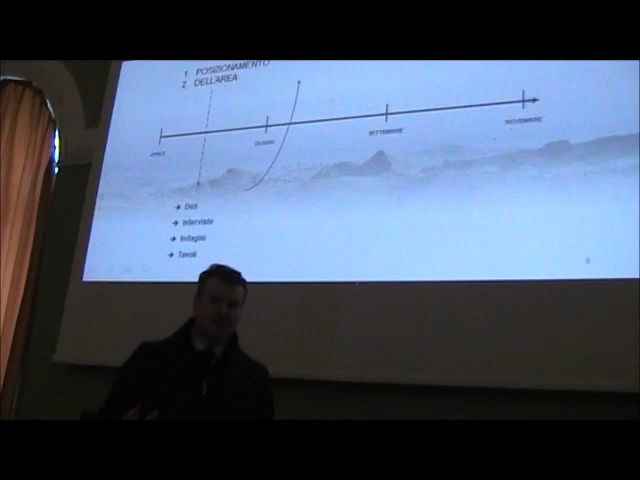 1 POSIZIONAMENTO
2. DELL'AREA
APRILE
GIUGNO
SETTEMBRE
NOVEMBRE
→ Dati
→ Interviste
→ Indagini
→ Tavoli